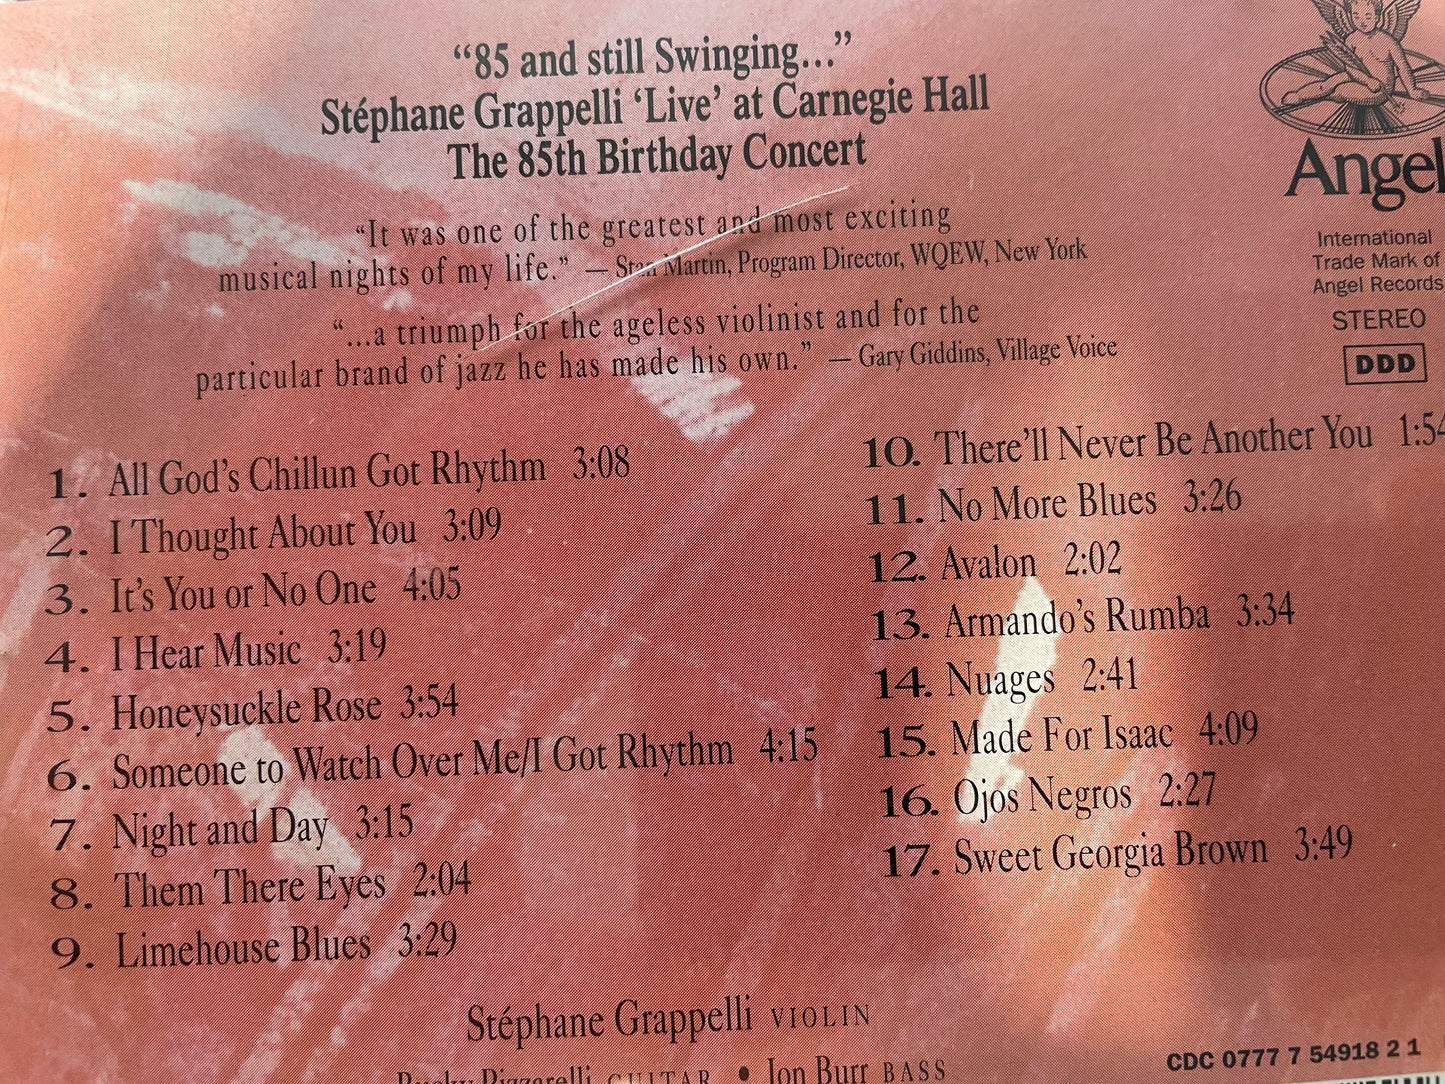 “85 and still Swinging...”
Stéphane Grappelli ‘Live’ at Carnegie Hall
The 85th Birthday Concert
“It was one of the greatest and most exciting
musical nights of my life.” — Stan Martin, Program Director, WQEW, New York
“...a triumph for the ageless violinist and for the
particular brand of jazz he has made his own.” — Gary Giddins, Village Voice
Angel
International
Trade Mark of
Angel Records
STEREO
DDD
1. All God’s Chillun Got Rhythm 3:08
2. I Thought About You 3:09
3. It’s You or No One 4:05
4. I Hear Music 3:19
5. Honeysuckle Rose 3:54
6. Someone to Watch Over Me/I Got Rhythm 4:15
7. Night and Day 3:15
8. Them There Eyes 2:04
9. Limehouse Blues 3:29
10. There’ll Never Be Another You 1:54
11. No More Blues 3:26
12. Avalon 2:02
13. Armando’s Rumba 3:34
14. Nuages 2:41
15. Made For Isaac 4:09
16. Ojos Negros 2:27
17. Sweet Georgia Brown 3:49
Stéphane Grappelli VIOLIN
Bucky Pizzarelli GUITAR • Jon Burr BASS
CDC 0777 7 54918 2 1